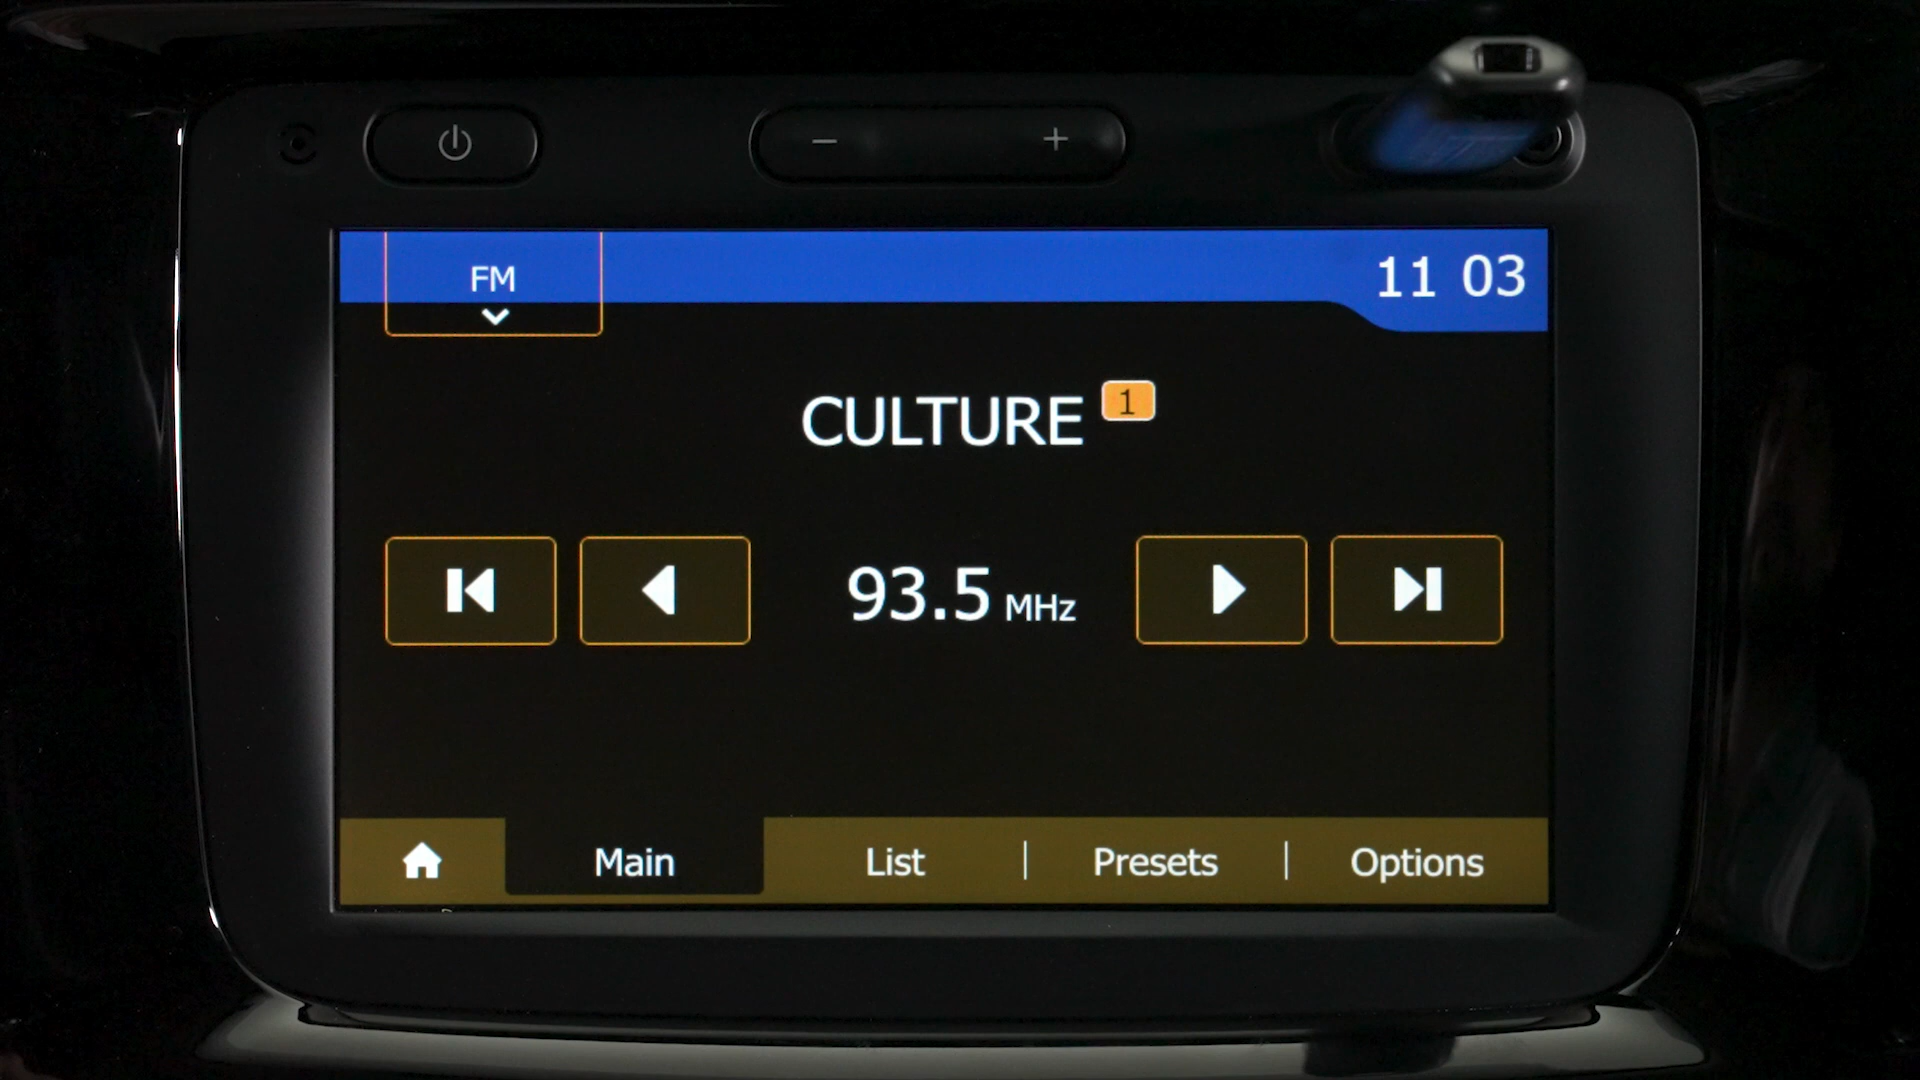 FM
11 03
CULTURE 1
93.5 MHz
Main List Presets Options